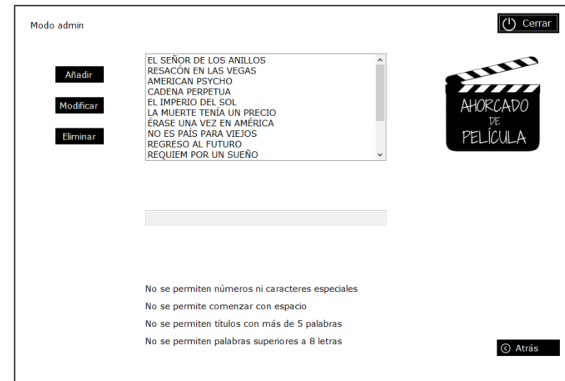 Modo admin
Cerrar
Añadir
Modificar
Eliminar
EL SEÑOR DE LOS ANILLOS
RESACÓN EN LAS VEGAS
AMERICAN PSYCHO
CADENA PERPETUA
EL IMPERIO DEL SOL
LA MUERTE TENÍA UN PRECIO
ÉRASE UNA VEZ EN AMÉRICA
NO ES PAÍS PARA VIEJOS
REGRESO AL FUTURO
REQUIEM POR UN SUEÑO
AHORCADO
DE
PELÍCULA
No se permiten números ni caracteres especiales
No se permite comenzar con espacio
No se permiten títulos con más de 5 palabras
No se permiten palabras superiores a 8 letras
Atrás